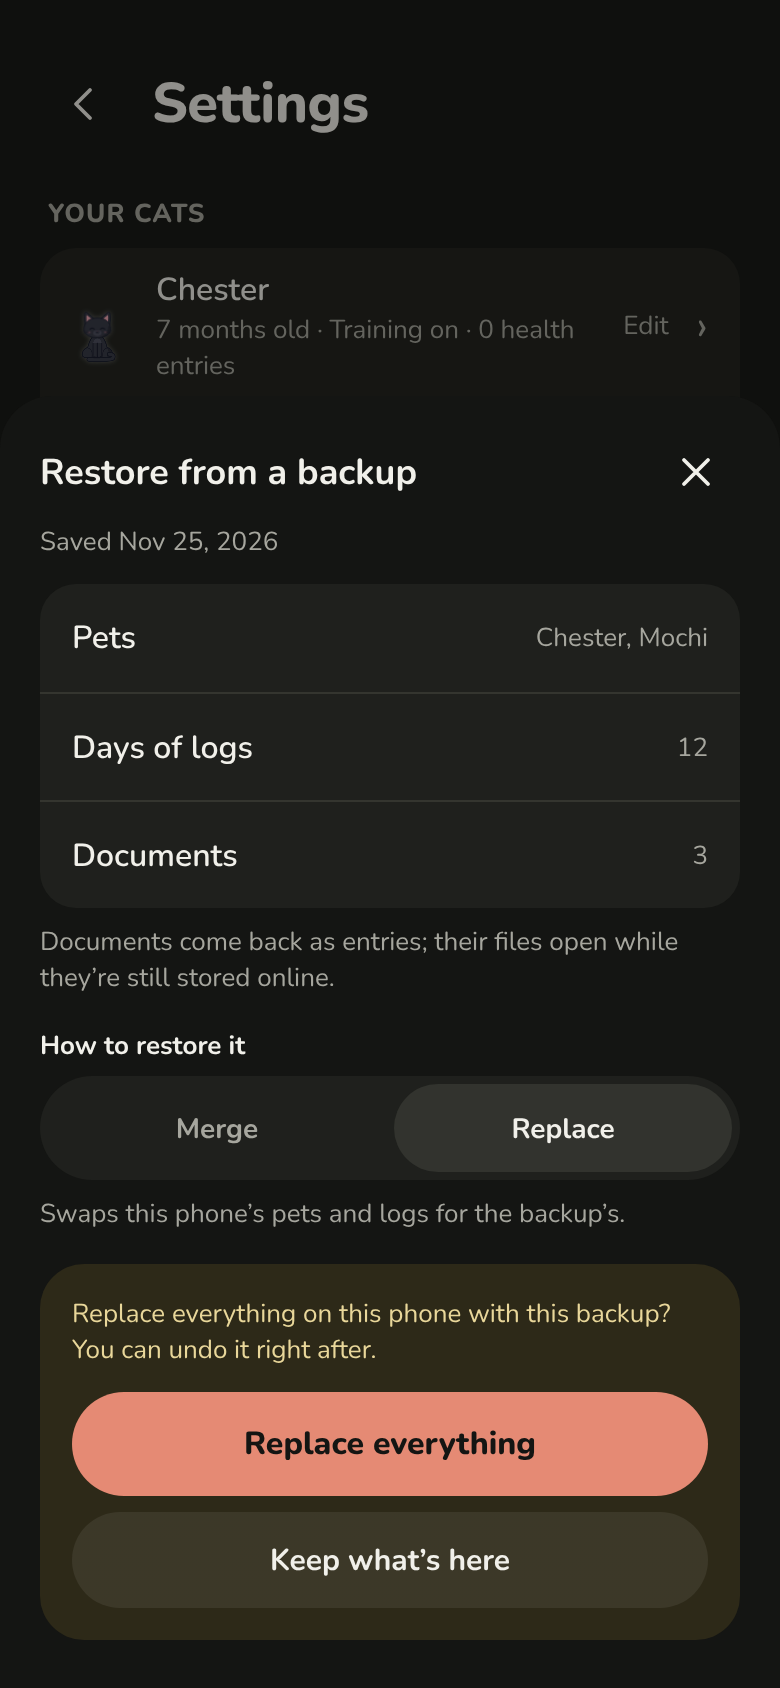 Settings
YOUR CATS
Chester
7 months old · Training on · 0 health
entries
Edit ›
Restore from a backup
Saved Nov 25, 2026
Pets
Chester, Mochi
Days of logs
12
Documents
3
Documents come back as entries; their files open while
they’re still stored online.
How to restore it
Merge
Replace
Swaps this phone’s pets and logs for the backup’s.
Replace everything on this phone with this backup?
You can undo it right after.
Replace everything
Keep what’s here